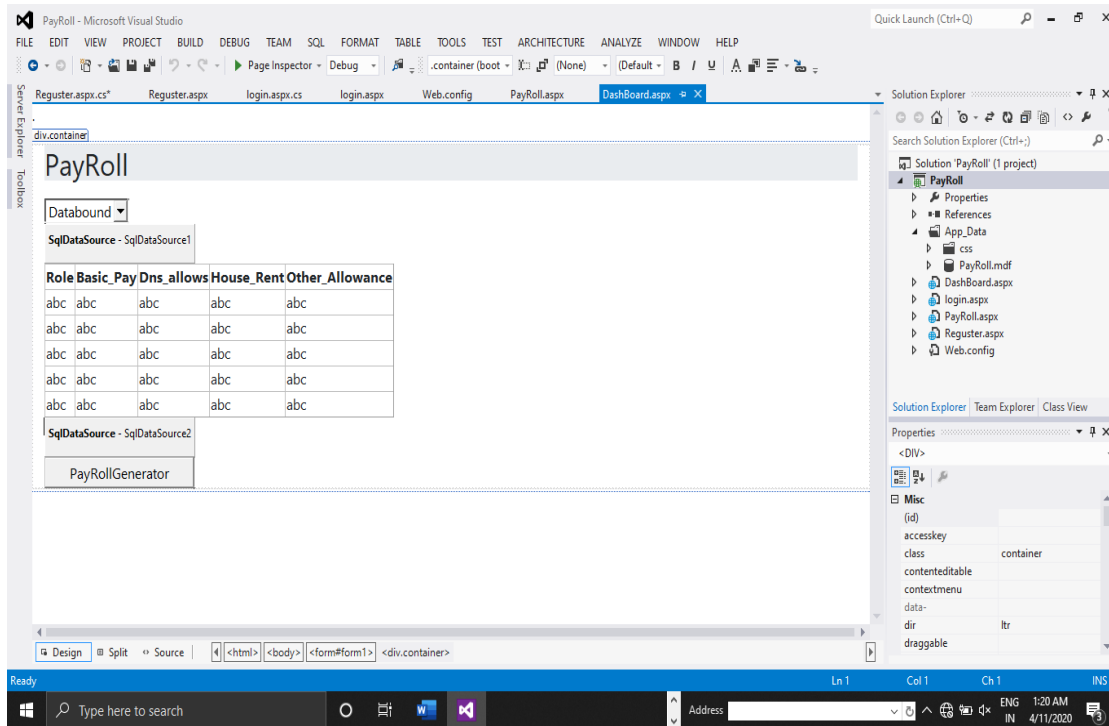 PayRoll - Microsoft Visual Studio
Quick Launch (Ctrl+Q)
FILE EDIT VIEW PROJECT BUILD DEBUG TEAM SQL FORMAT TABLE TOOLS TEST ARCHITECTURE ANALYZE WINDOW HELP
Page Inspector Debug .container (boot (None) (Default B I U A
Server Explorer
Toolbox
Reguster.aspx.cs* Reguster.aspx login.aspx.cs login.aspx Web.config PayRoll.aspx DashBoard.aspx
div.container
PayRoll
Databound
SqlDataSource - SqlDataSource1
Role Basic_Pay Dns_allows House_Rent Other_Allowance
abc abc abc abc abc
abc abc abc abc abc
abc abc abc abc abc
abc abc abc abc abc
abc abc abc abc abc
SqlDataSource - SqlDataSource2
PayRollGenerator
Design Split Source <html> <body> <form#form1> <div.container>
Solution Explorer
Search Solution Explorer (Ctrl+;)
Solution 'PayRoll' (1 project)
PayRoll
Properties
References
App_Data
css
PayRoll.mdf
DashBoard.aspx
login.aspx
PayRoll.aspx
Reguster.aspx
Web.config
Solution Explorer Team Explorer Class View
Properties
<DIV>
Misc
(id)
accesskey
class container
contenteditable
contextmenu
data-
dir ltr
draggable
Ready Ln 1 Col 1 Ch 1 INS
Type here to search
Address
ENG 1:20 AM
IN 4/11/2020
3